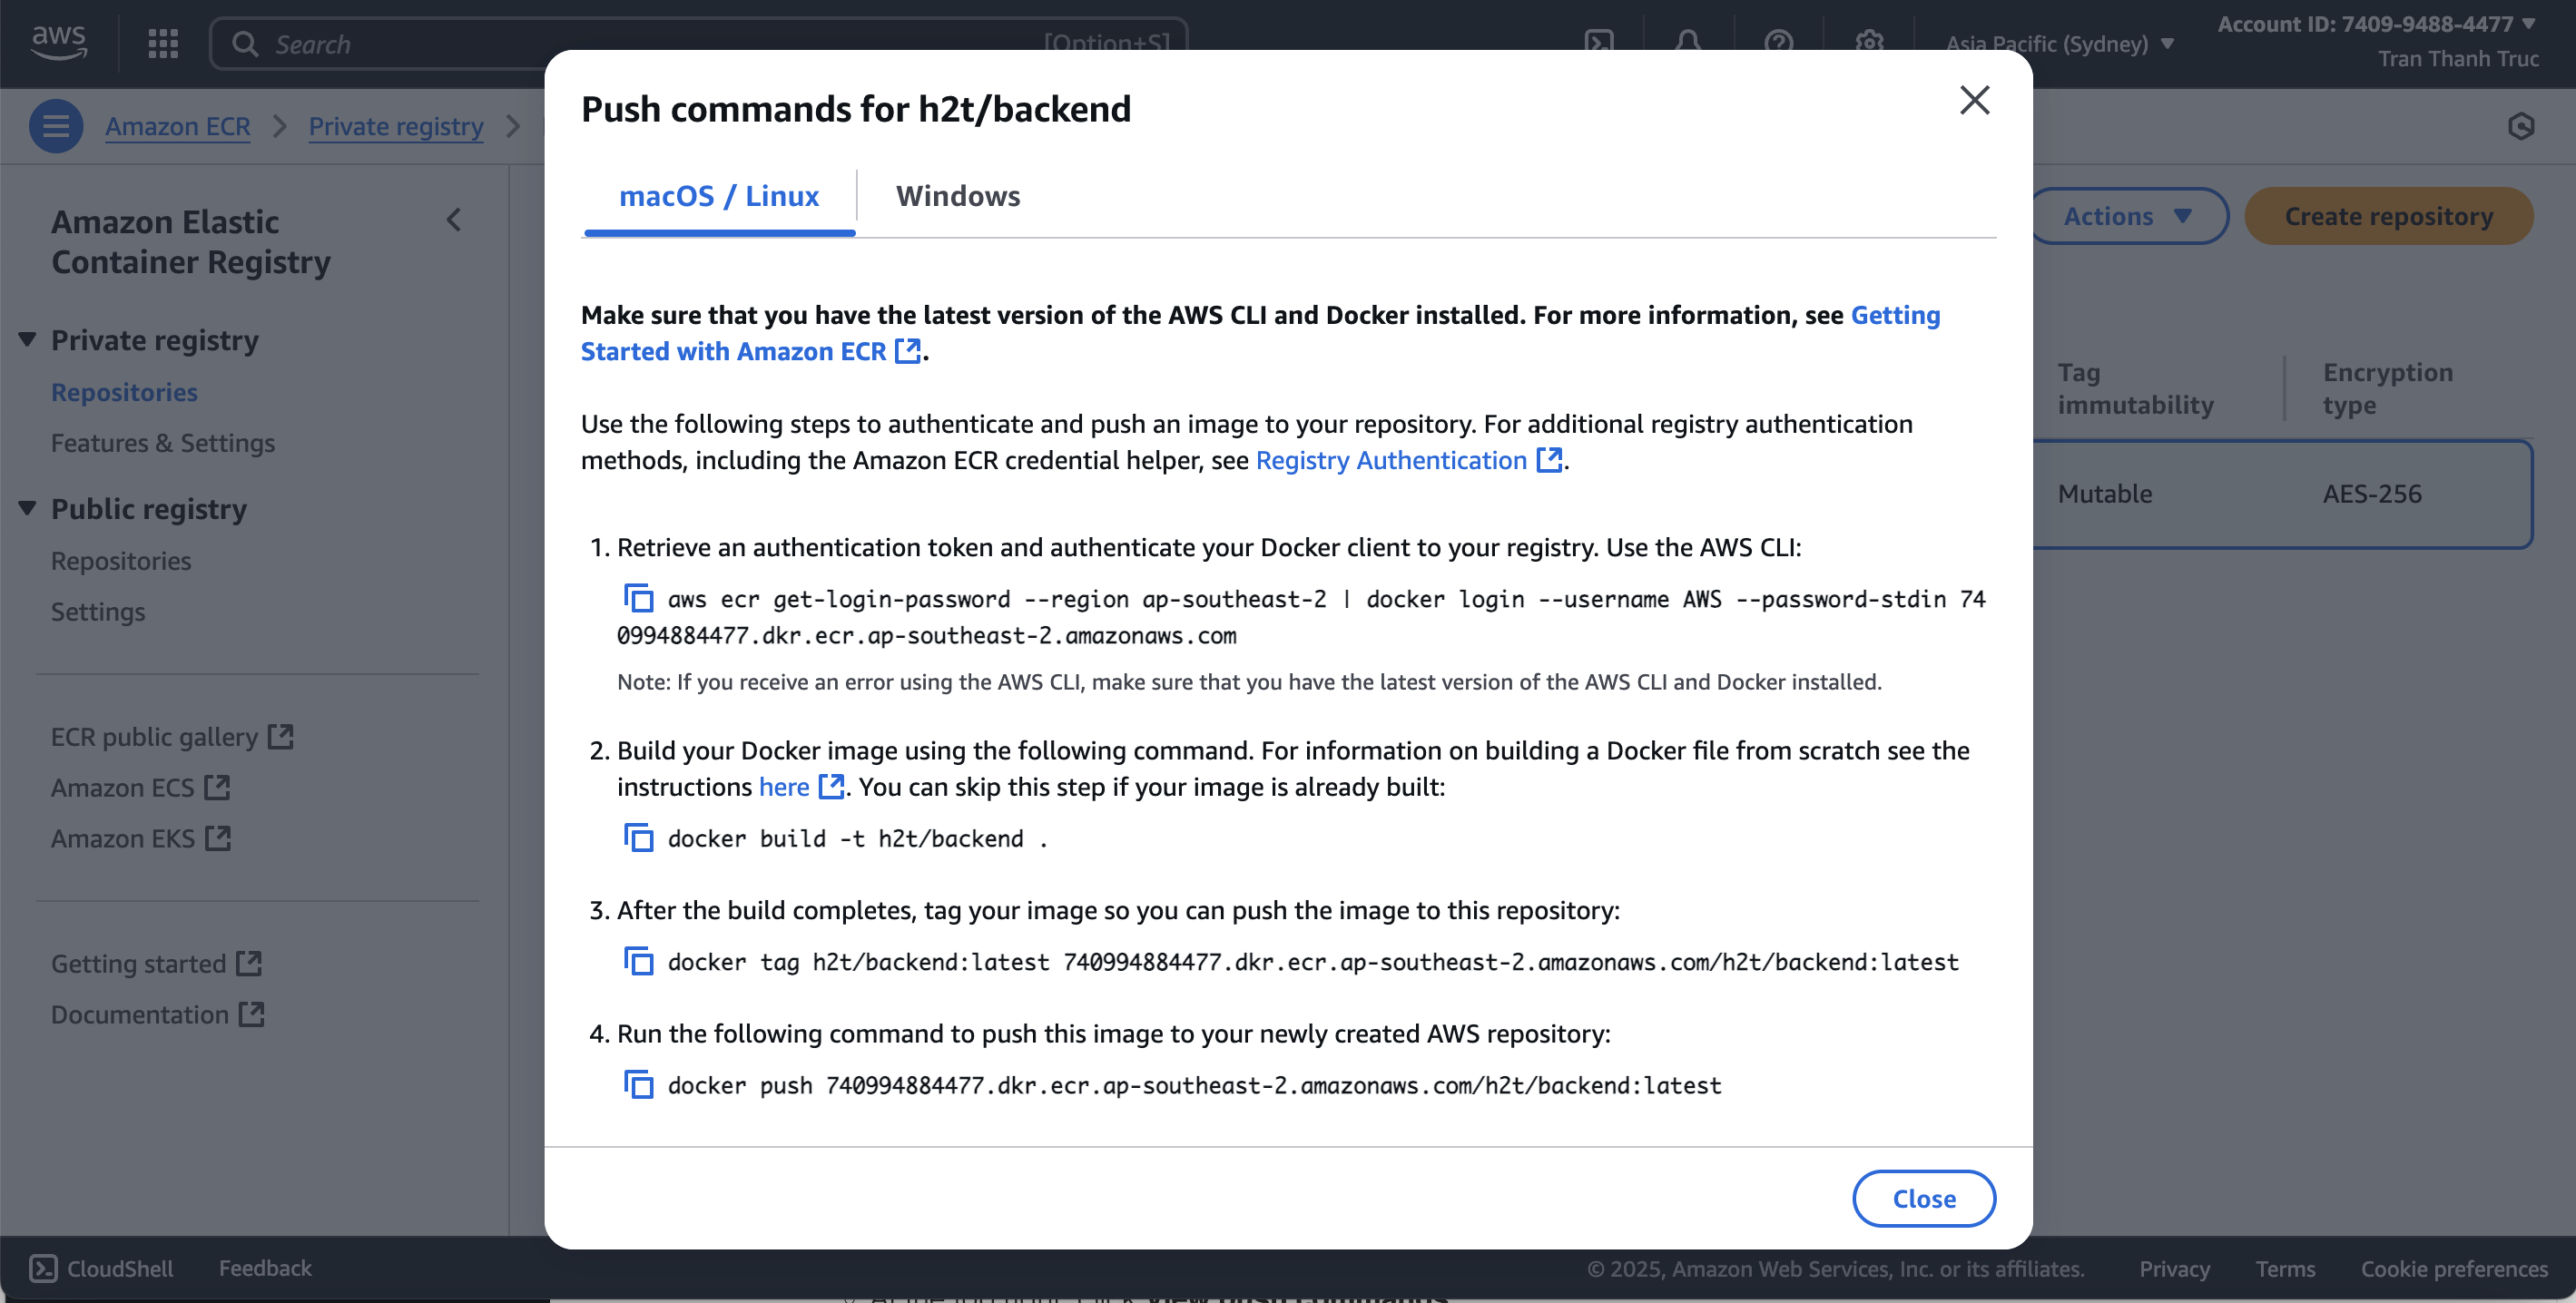 aws
Search
[Option+S]
Asia Pacific (Sydney)
Account ID: 7409-9488-4477
Tran Thanh Truc
Amazon ECR
Private registry
Amazon Elastic
Container Registry
Private registry
Repositories
Features & Settings
Public registry
Repositories
Settings
ECR public gallery
Amazon ECS
Amazon EKS
Getting started
Documentation
Push commands for h2t/backend
macOS / Linux
Windows
Make sure that you have the latest version of the AWS CLI and Docker installed. For more information, see Getting
Started with Amazon ECR.
Use the following steps to authenticate and push an image to your repository. For additional registry authentication
methods, including the Amazon ECR credential helper, see Registry Authentication.
1. Retrieve an authentication token and authenticate your Docker client to your registry. Use the AWS CLI:
aws ecr get-login-password --region ap-southeast-2 | docker login --username AWS --password-stdin 74
0994884477.dkr.ecr.ap-southeast-2.amazonaws.com
Note: If you receive an error using the AWS CLI, make sure that you have the latest version of the AWS CLI and Docker installed.
2. Build your Docker image using the following command. For information on building a Docker file from scratch see the
instructions here. You can skip this step if your image is already built:
docker build -t h2t/backend .
3. After the build completes, tag your image so you can push the image to this repository:
docker tag h2t/backend:latest 740994884477.dkr.ecr.ap-southeast-2.amazonaws.com/h2t/backend:latest
4. Run the following command to push this image to your newly created AWS repository:
docker push 740994884477.dkr.ecr.ap-southeast-2.amazonaws.com/h2t/backend:latest
Close
Actions
Create repository
Tag
immutability
Encryption
type
Mutable
AES-256
CloudShell
Feedback
© 2025, Amazon Web Services, Inc. or its affiliates.
Privacy
Terms
Cookie preferences